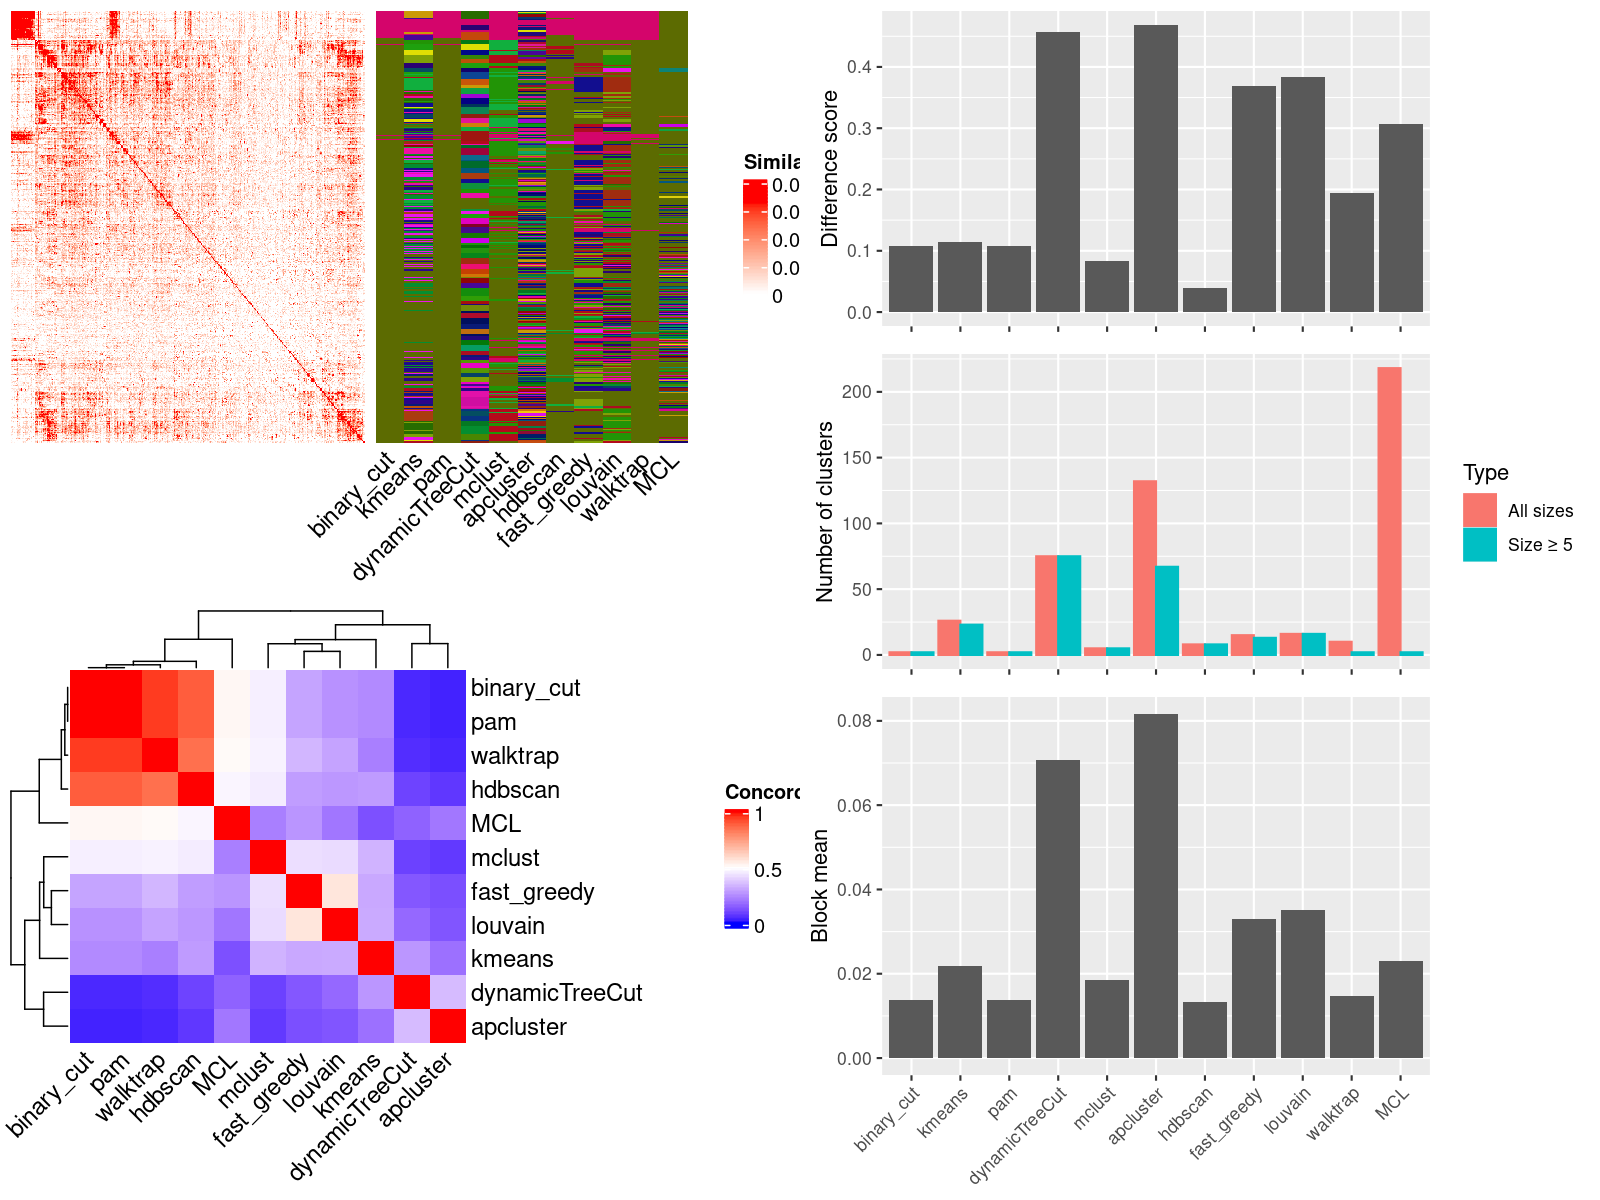 Simila
0.0
0.0
0.0
0.0
0
binary_cut
kmeans
pam
dynamicTreeCut
mclust
apcluster
hdbscan
fast_greedy
louvain
walktrap
MCL
binary_cut
pam
walktrap
hdbscan
MCL
mclust
fast_greedy
louvain
kmeans
dynamicTreeCut
apcluster
binary_cut
pam
walktrap
hdbscan
MCL
mclust
fast_greedy
louvain
kmeans
dynamicTreeCut
apcluster
Concord
1
0.5
0
Difference score
0.4
0.3
0.2
0.1
0.0
Number of clusters
200
150
100
50
0
Type
All sizes
Size ≥ 5
Block mean
0.08
0.06
0.04
0.02
0.00
binary_cut
kmeans
pam
dynamicTreeCut
mclust
apcluster
hdbscan
fast_greedy
louvain
walktrap
MCL